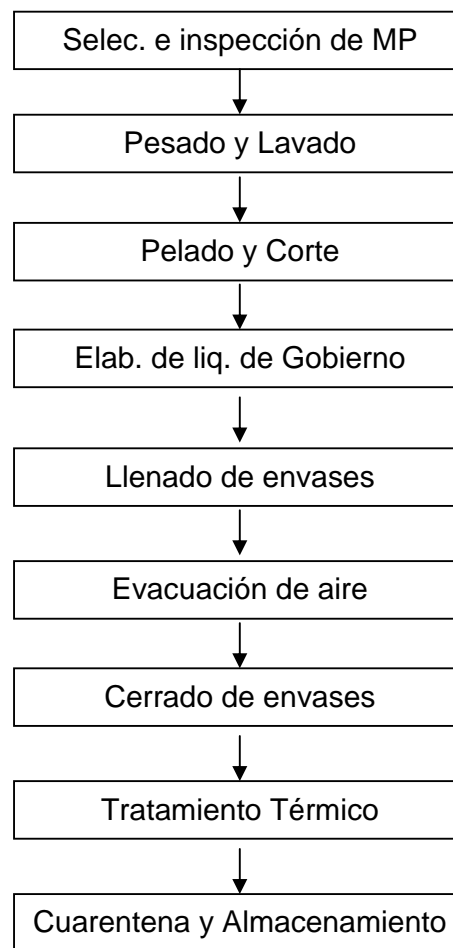 Selec. e inspección de MP
Pesado y Lavado
Pelado y Corte
Elab. de liq. de Gobierno
Llenado de envases
Evacuación de aire
Cerrado de envases
Tratamiento Térmico
Cuarentena y Almacenamiento